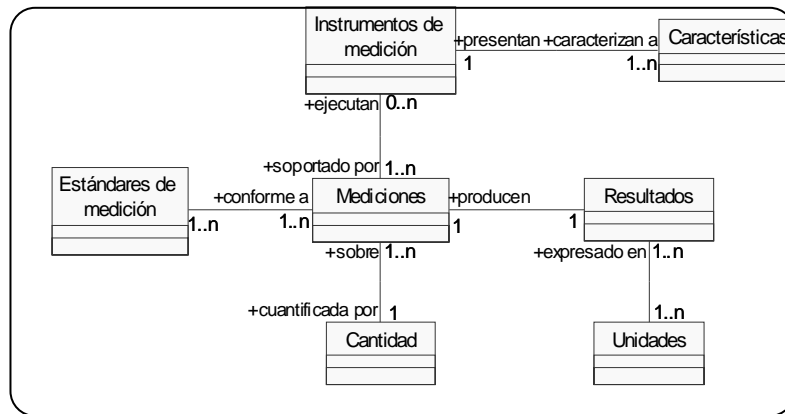 Instrumentos de
medición
+presentan +caracterizan a
1
1..n
Características
+ejecutan
0..n
+soportado por
1..n
Estándares de
medición
+conforme a
1..n
1..n
Mediciones
+producen
1
1
Resultados
+sobre
1..n
+expresado en
1..n
+cuantificada por
1
1..n
Cantidad
Unidades